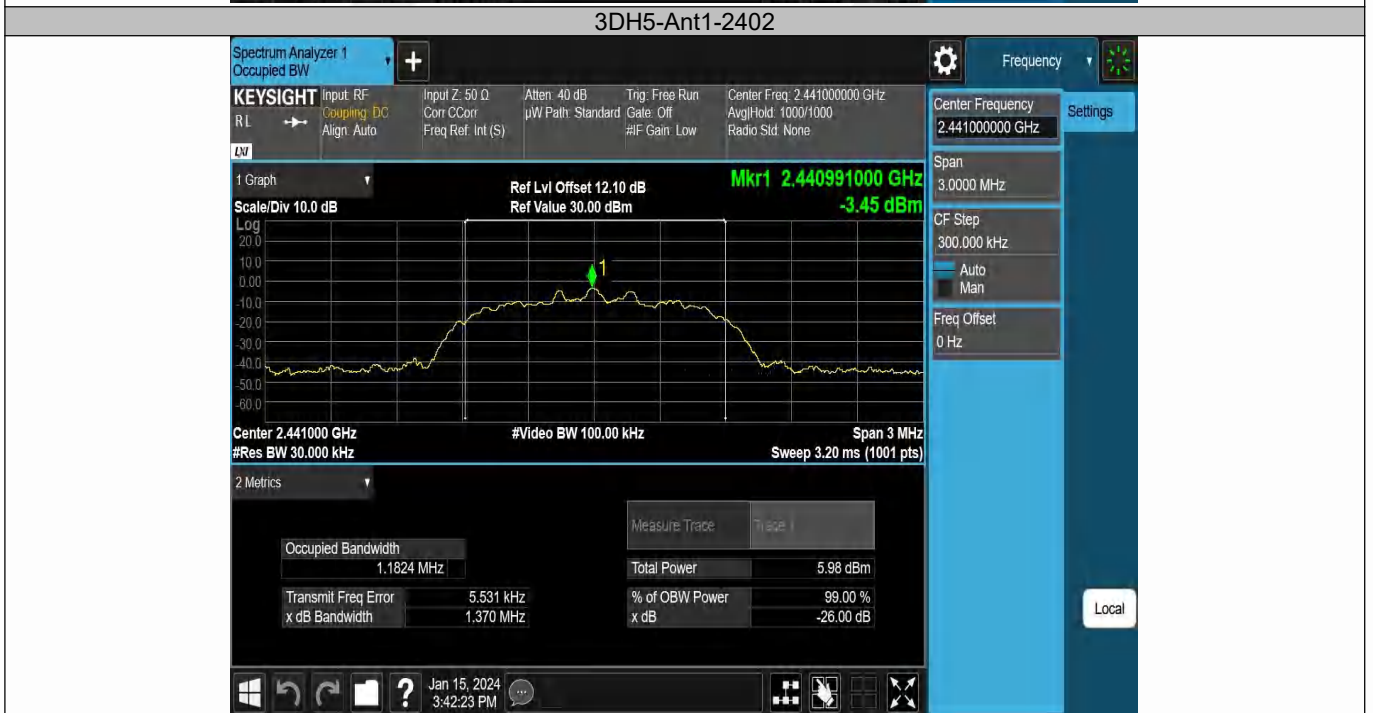 3DH5-Ant1-2402
Spectrum Analyzer 1
Occupied BW
Frequency
KEYSIGHT
R L
LXI
Input: RF
Coupling: DC
Align: Auto
Input Z: 50 Ω
Corr CCorr
Freq Ref: Int (S)
Atten: 40 dB
µW Path: Standard
Trig: Free Run
Gate: Off
#IF Gain: Low
Center Freq: 2.441000000 GHz
Avg|Hold: 1000/1000
Radio Std: None
Center Frequency
2.441000000 GHz
Settings
Span
3.0000 MHz
CF Step
300.000 kHz
Auto
Man
Freq Offset
0 Hz
1 Graph
Scale/Div 10.0 dB
Ref Lvl Offset 12.10 dB
Ref Value 30.00 dBm
Mkr1 2.440991000 GHz
-3.45 dBm
Log
20.0
10.0
0.00
-10.0
-20.0
-30.0
-40.0
-50.0
-60.0
1
Center 2.441000 GHz
#Res BW 30.000 kHz
#Video BW 100.00 kHz
Span 3 MHz
Sweep 3.20 ms (1001 pts)
2 Metrics
Measure Trace Trace 1
Occupied Bandwidth
1.1824 MHz
Total Power 5.98 dBm
Transmit Freq Error 5.531 kHz
x dB Bandwidth 1.370 MHz
% of OBW Power 99.00 %
x dB -26.00 dB
Local
?
Jan 15, 2024
3:42:23 PM